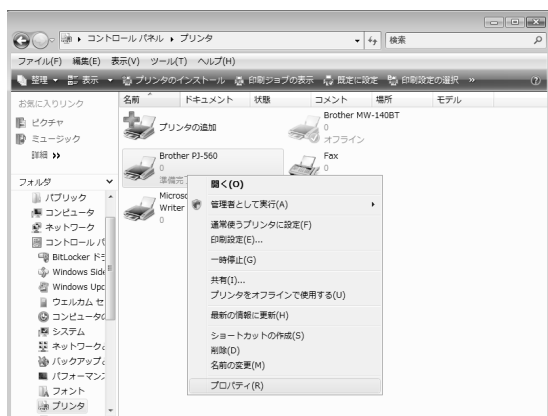 コントロール パネル ▸ プリンタ
検索
ファイル(F) 編集(E) 表示(V) ツール(T) ヘルプ(H)
整理 表示 プリンタのインストール 印刷ジョブの表示 既定に設定 印刷設定の選択 »
お気に入りリンク
ピクチャ
ミュージック
詳細 »
フォルダ
パブリック
コンピュータ
ネットワーク
コントロール パ
BitLocker ドラ
Windows Side
Windows Upd
ウェルカム セ
コンピュータの
システム
ネットワークと
バックアップと
パフォーマンス
フォント
プリンタ
名前 ドキュメント 状態 コメント 場所 モデル
プリンタの追加
Brother MW-140BT
0
オフライン
Brother PJ-560
0
準備完了
Fax
0
Microso
Writer
0
開く(O)
管理者として実行(A)
通常使うプリンタに設定(F)
印刷設定(E)...
一時停止(G)
共有(I)...
プリンタをオフラインで使用する(U)
最新の情報に更新(H)
ショートカットの作成(S)
削除(D)
名前の変更(M)
プロパティ(R)